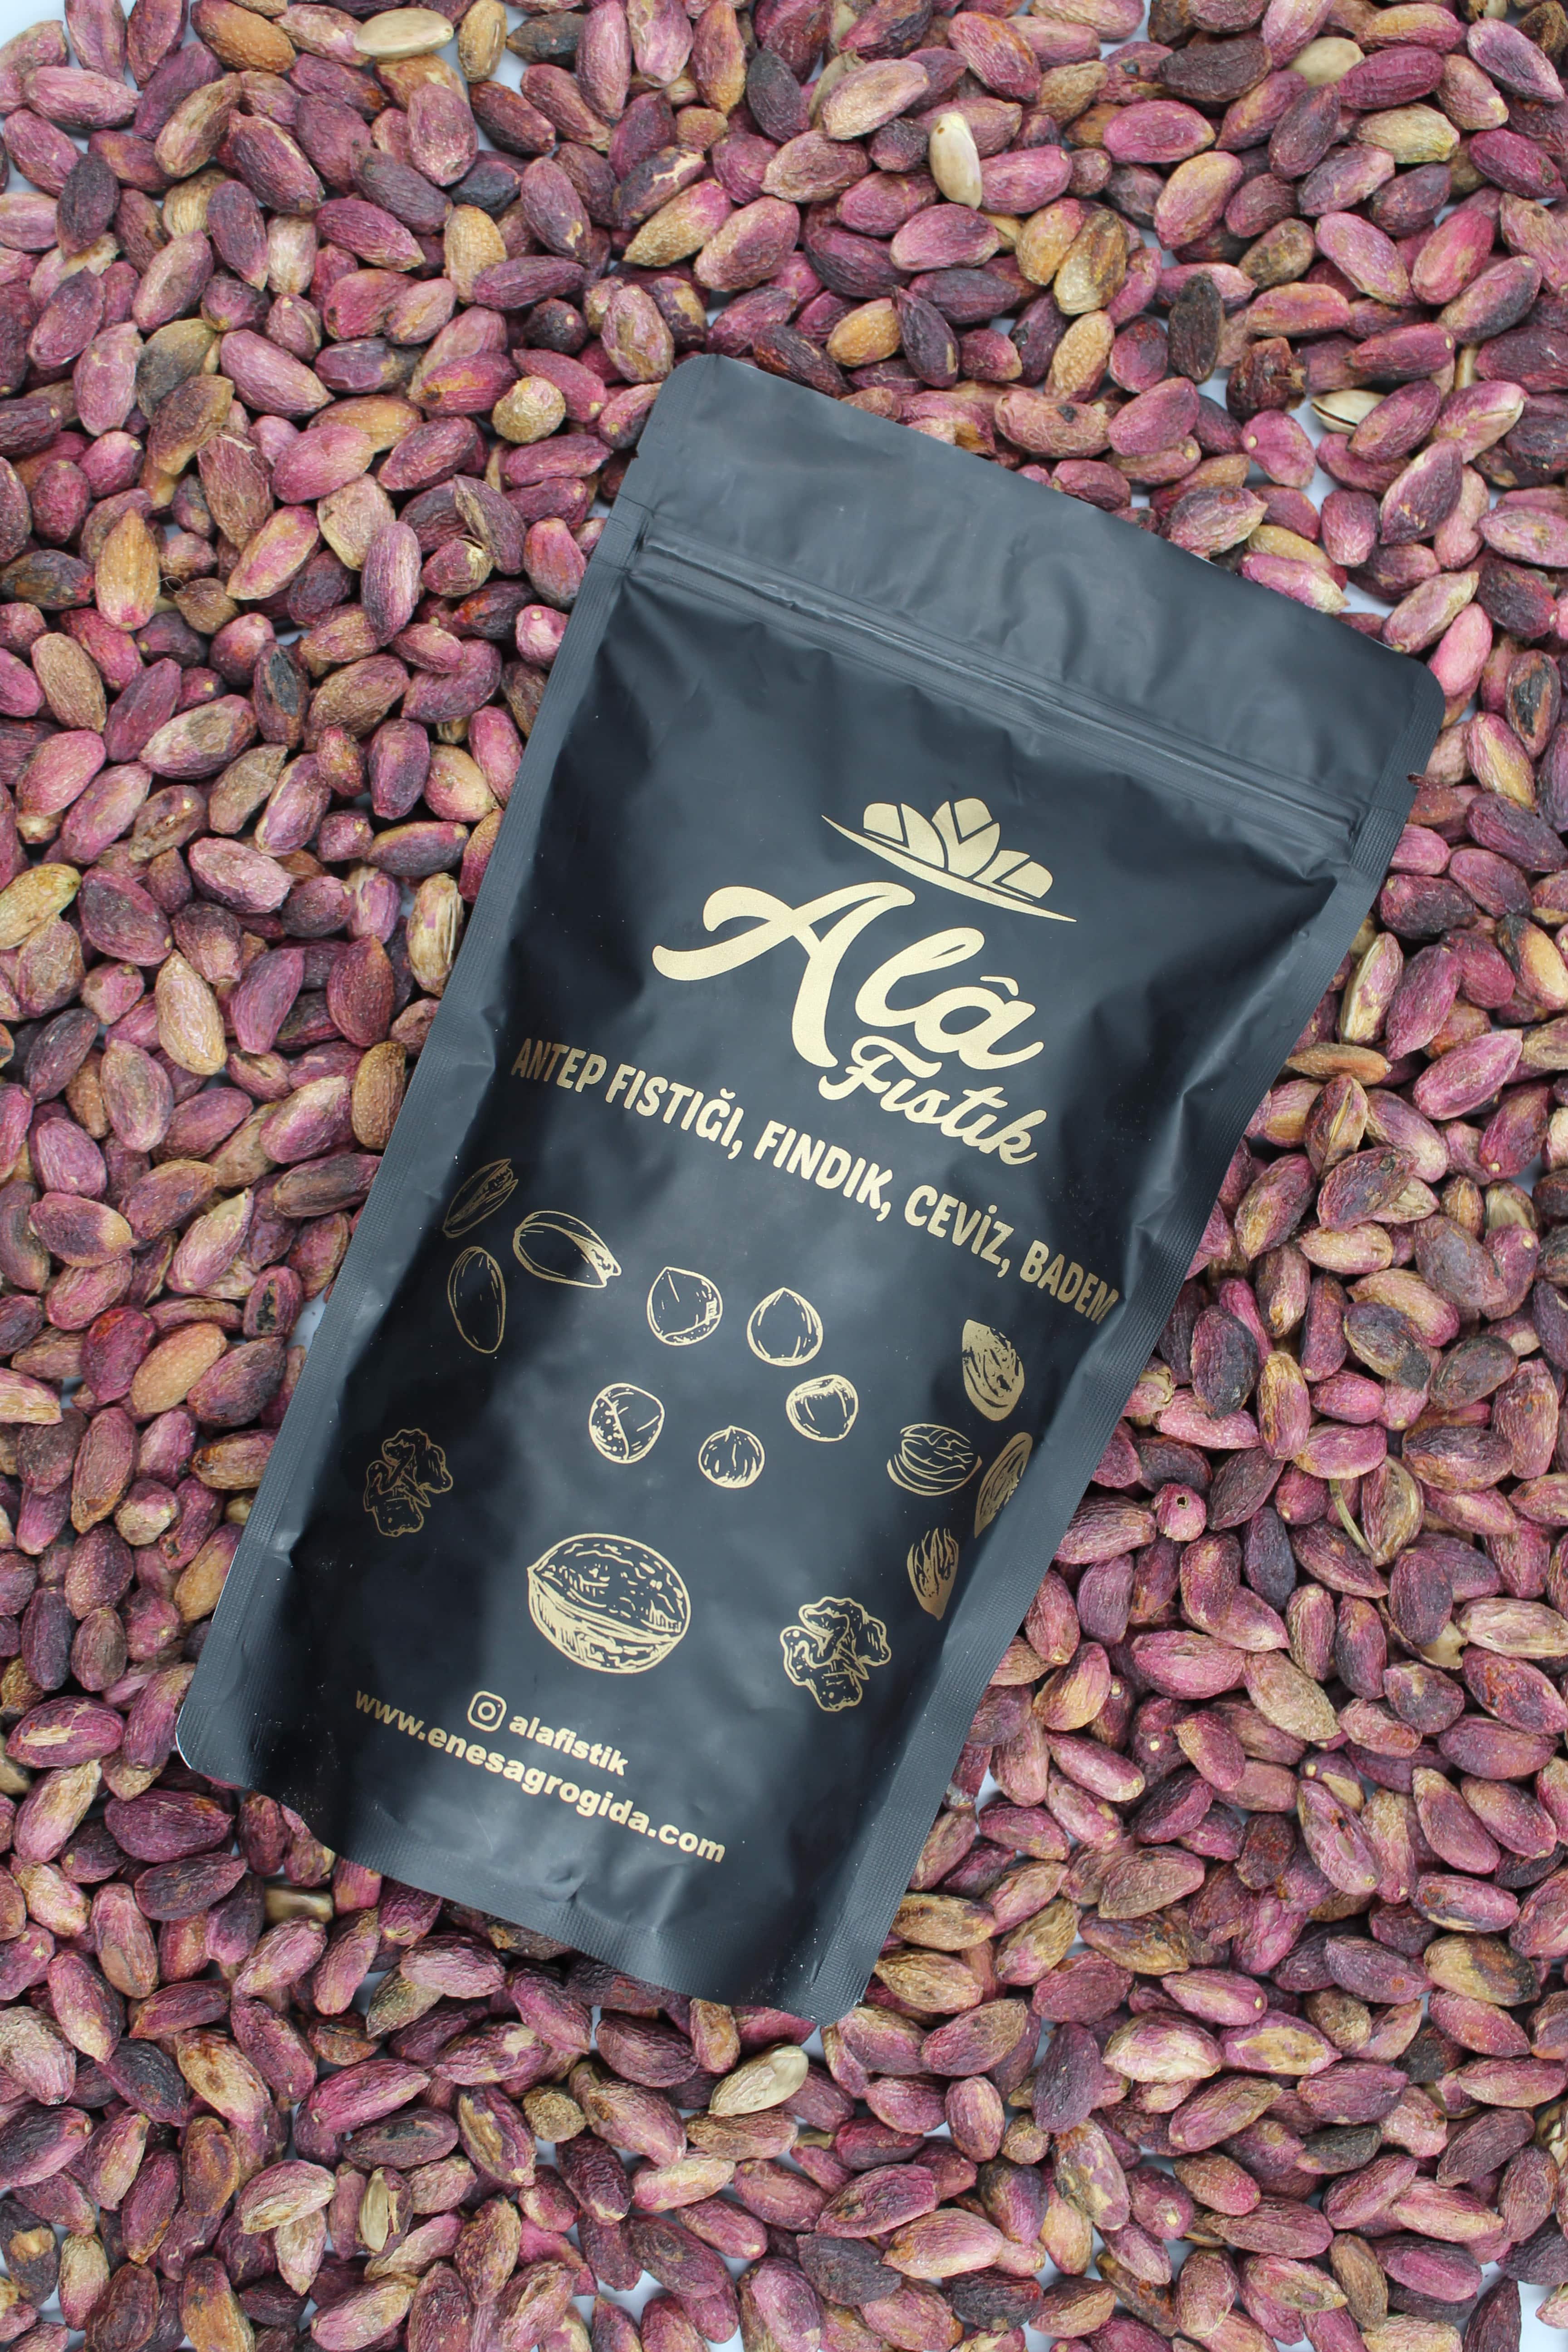 Alâ
Fıstık
ANTEP FISTIĞI, FINDIK, CEVİZ, BADEM
alafistik
www.enesagrogida.com